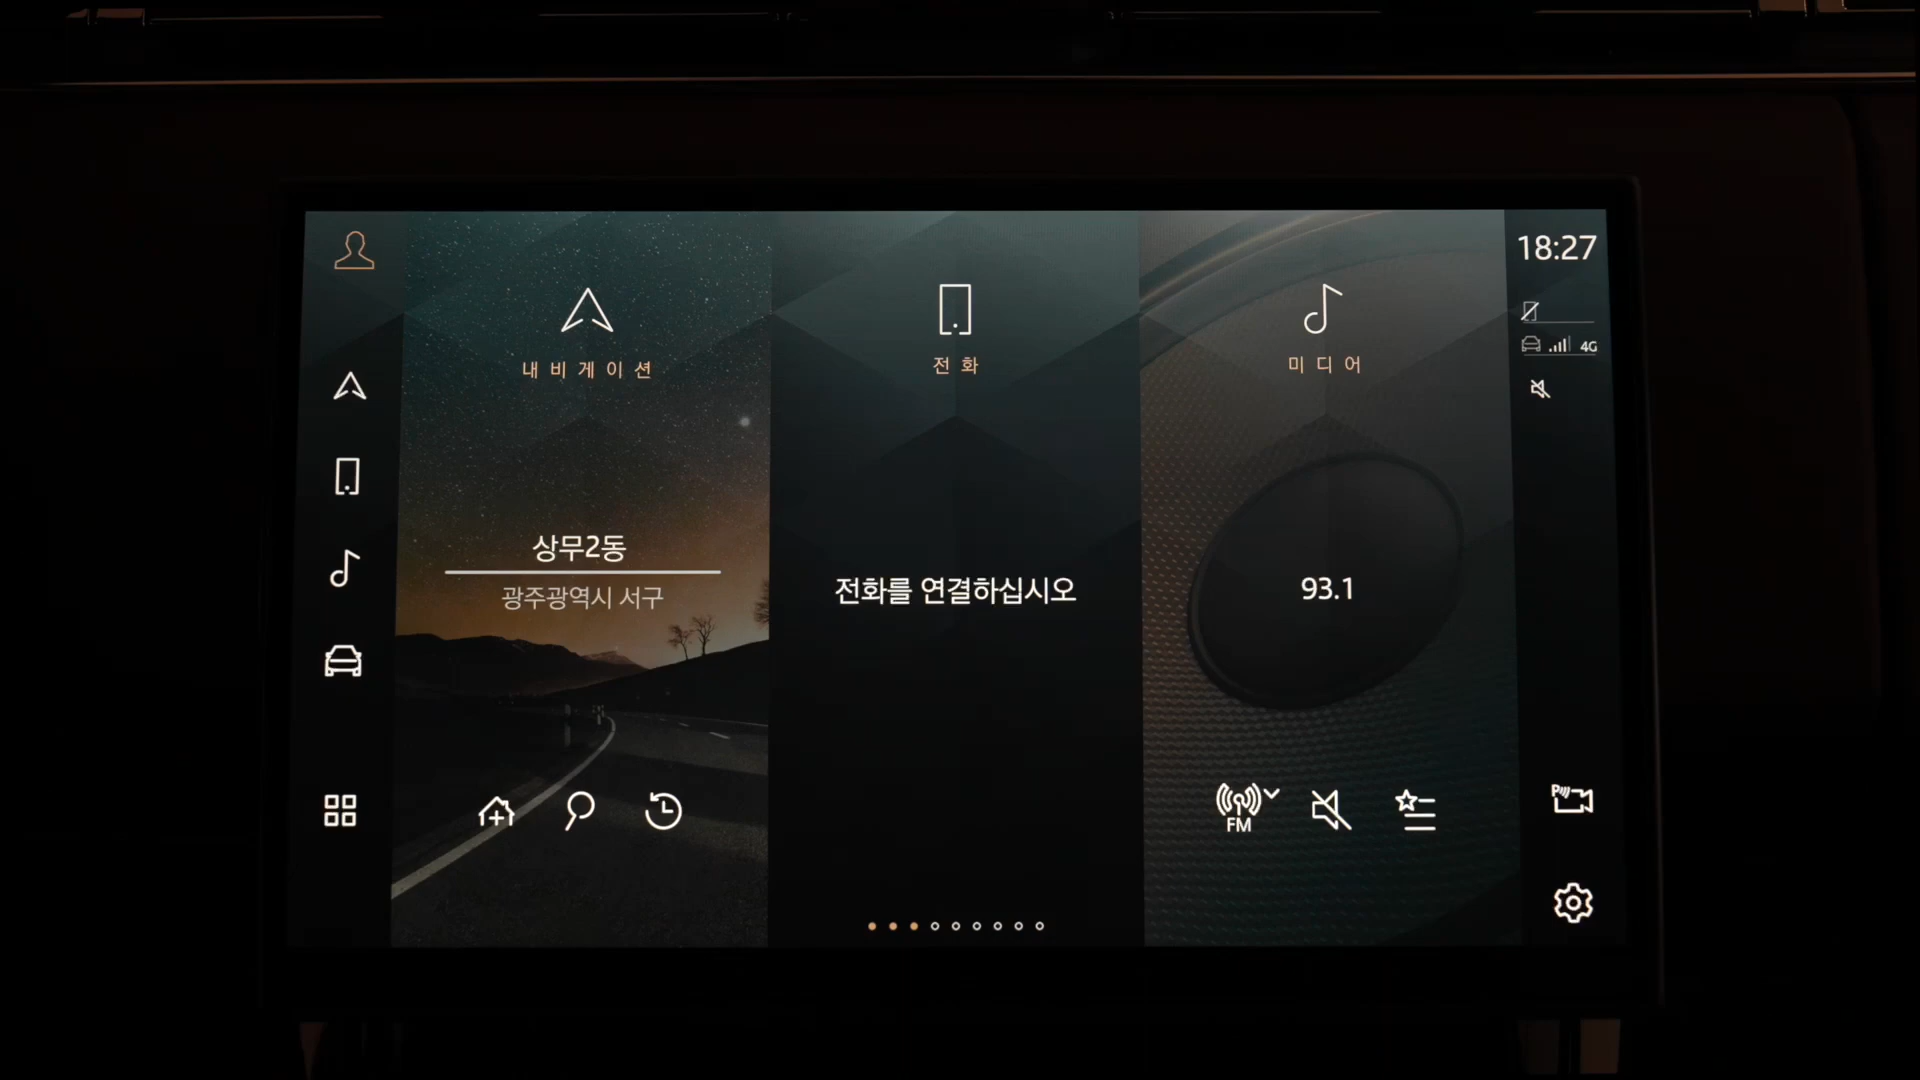 18:27
내비게이션
전화
미디어
4G
상무2동
광주광역시 서구
전화를 연결하십시오
93.1
FM
P